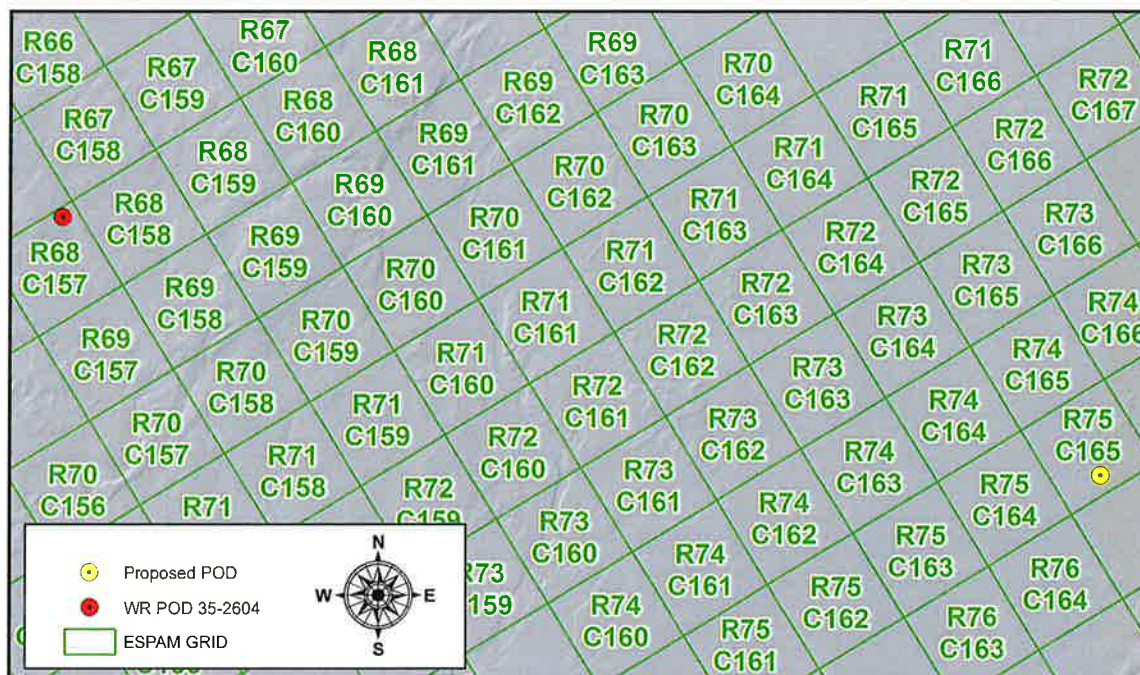 R66
C158
R67
C159
R67
C160
R68
C161
R69
C162
R69
C163
R70
C164
R71
C165
R71
C166
R72
C167
R67
C158
R68
C159
R68
C160
R69
C161
R70
C162
R70
C163
R71
C164
R72
C165
R72
C166
R68
C157
R68
C158
R69
C159
R69
C160
R70
C161
R71
C162
R71
C163
R72
C164
R73
C165
R73
C166
R69
C157
R69
C158
R70
C159
R70
C160
R71
C161
R72
C162
R72
C163
R73
C164
R74
C165
R74
C166
R70
C156
R70
C157
R70
C158
R71
C159
R71
C160
R72
C161
R73
C162
R73
C163
R74
C164
R75
C165
R71
R71
C158
R72
C159
R72
C160
R73
C161
R74
C162
R74
C163
R75
C164
R73
159
R73
C160
R74
C161
R75
C162
R75
C163
R76
C164
R74
C160
R75
C161
R76
C163
Proposed POD
WR POD 35-2604
ESPAM GRID
N
W
E
S